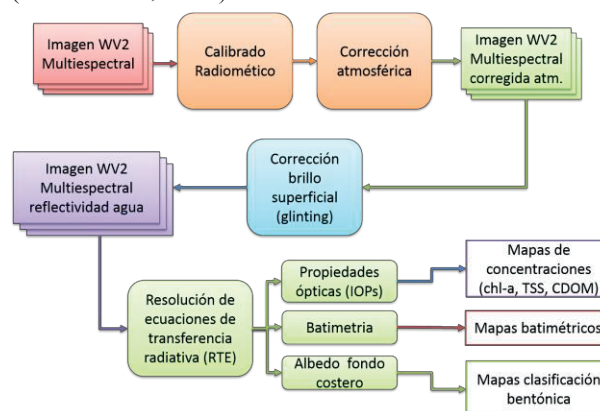 Imagen WV2
Multiespectral
Calibrado
Radiomético
Corrección
atmosférica
Imagen WV2
Multiespectral
corregida atm.
Imagen WV2
Multiespectral
reflectividad agua
Corrección
brillo
superficial
(glinting)
Resolución de
ecuaciones de
transferencia
radiativa (RTE)
Propiedades
ópticas (IOPs)
Batimetria
Albedo fondo
costero
Mapas de
concentraciones
(chl-a, TSS, CDOM)
Mapas batimétricos
Mapas clasificación
bentónica